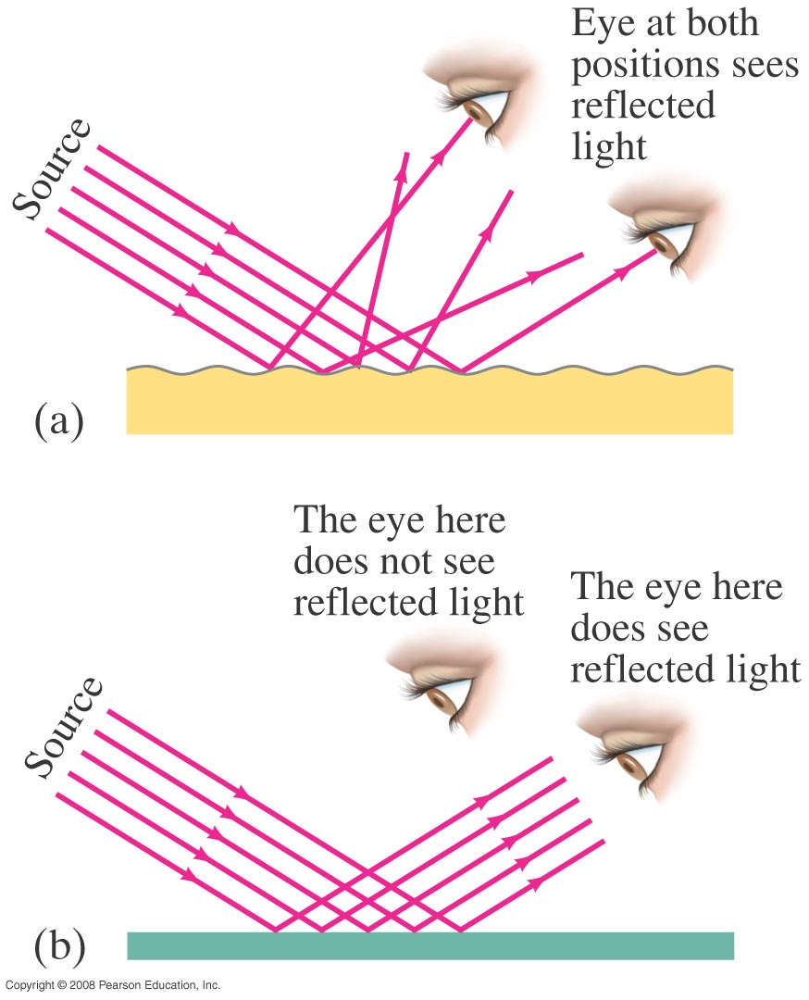 Eye at both
positions sees
reflected
light
Source
(a)
The eye here
does not see
reflected light
The eye here
does see
reflected light
Source
(b)
Copyright © 2008 Pearson Education, Inc.